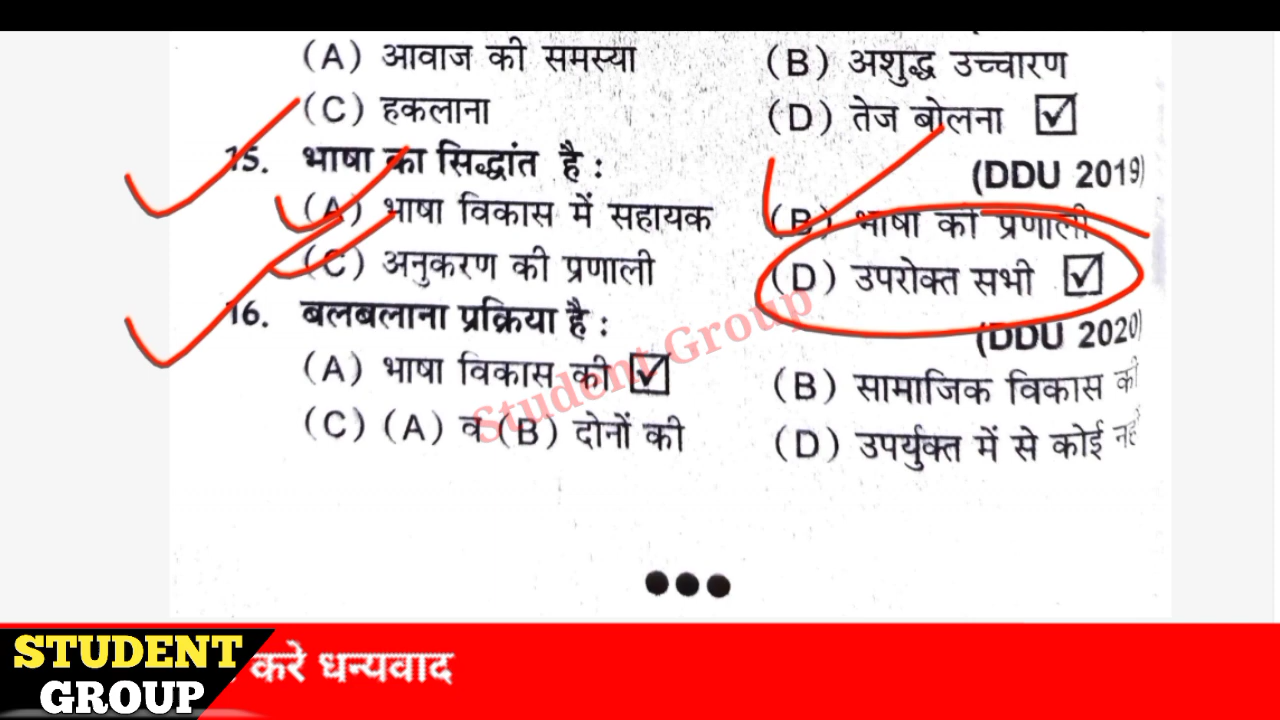 (A) आवाज की समस्या (B) अशुद्ध उच्चारण
(C) हकलाना (D) तेज बोलना
15. भाषा का सिद्धांत है :
(DDU 2019)
(A) भाषा विकास में सहायक (B) भाषा की प्रणाली
(C) अनुकरण की प्रणाली (D) उपरोक्त सभी
16. बलबलाना प्रक्रिया है :
(DDU 2020)
(A) भाषा विकास की (B) सामाजिक विकास की
(C) (A) व (B) दोनों की (D) उपर्युक्त में से कोई
Student Group
STUDENT
GROUP
करे धन्यवाद